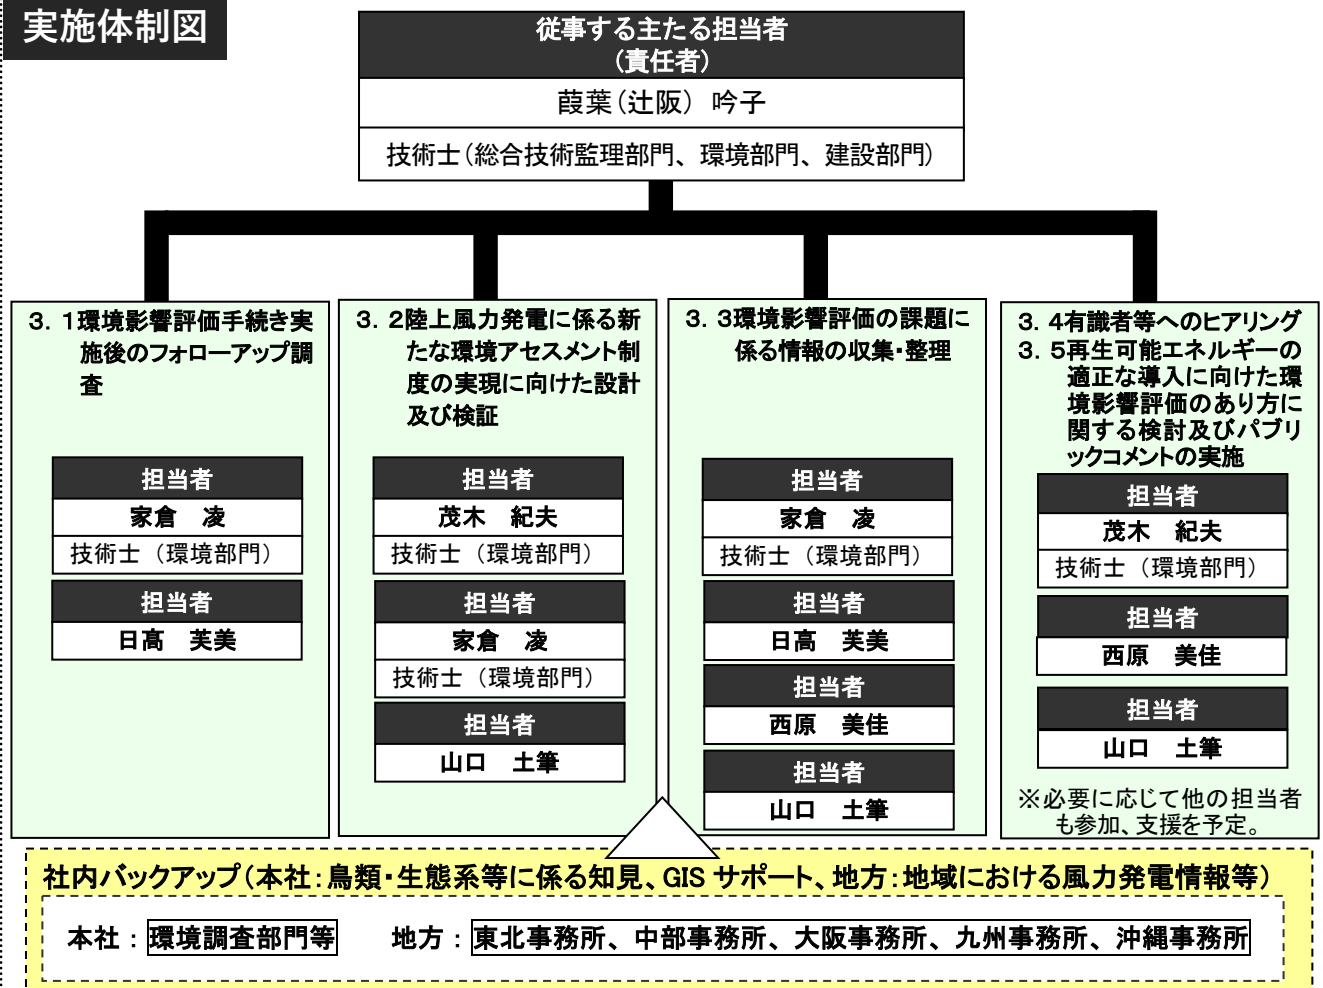 実施体制図
従事する主たる担当者
(責任者)
葭葉(辻阪) 吟子
技術士(総合技術監理部門、環境部門、建設部門)
3．1環境影響評価手続き実
施後のフォローアップ調
査
担当者
家倉　凌
技術士（環境部門）
担当者
日髙　芙美
3．2陸上風力発電に係る新
たな環境アセスメント制
度の実現に向けた設計
及び検証
担当者
茂木　紀夫
技術士（環境部門）
担当者
家倉　凌
技術士（環境部門）
担当者
山口　土筆
3．3環境影響評価の課題に
係る情報の収集・整理
担当者
家倉　凌
技術士（環境部門）
担当者
日高　芙美
担当者
西原　美佳
担当者
山口　土筆
3．4有識者等へのヒアリング
3．5再生可能エネルギーの
適正な導入に向けた環
境影響評価のあり方に
関する検討及びパブリ
ックコメントの実施
担当者
茂木　紀夫
技術士（環境部門）
担当者
西原　美佳
担当者
山口　土筆
※必要に応じて他の担当者
も参加、支援を予定。
社内バックアップ(本社:鳥類・生態系等に係る知見、GIS サポート、地方:地域における風力発電情報等)
本社：環境調査部門等　地方：東北事務所、中部事務所、大阪事務所、九州事務所、沖縄事務所